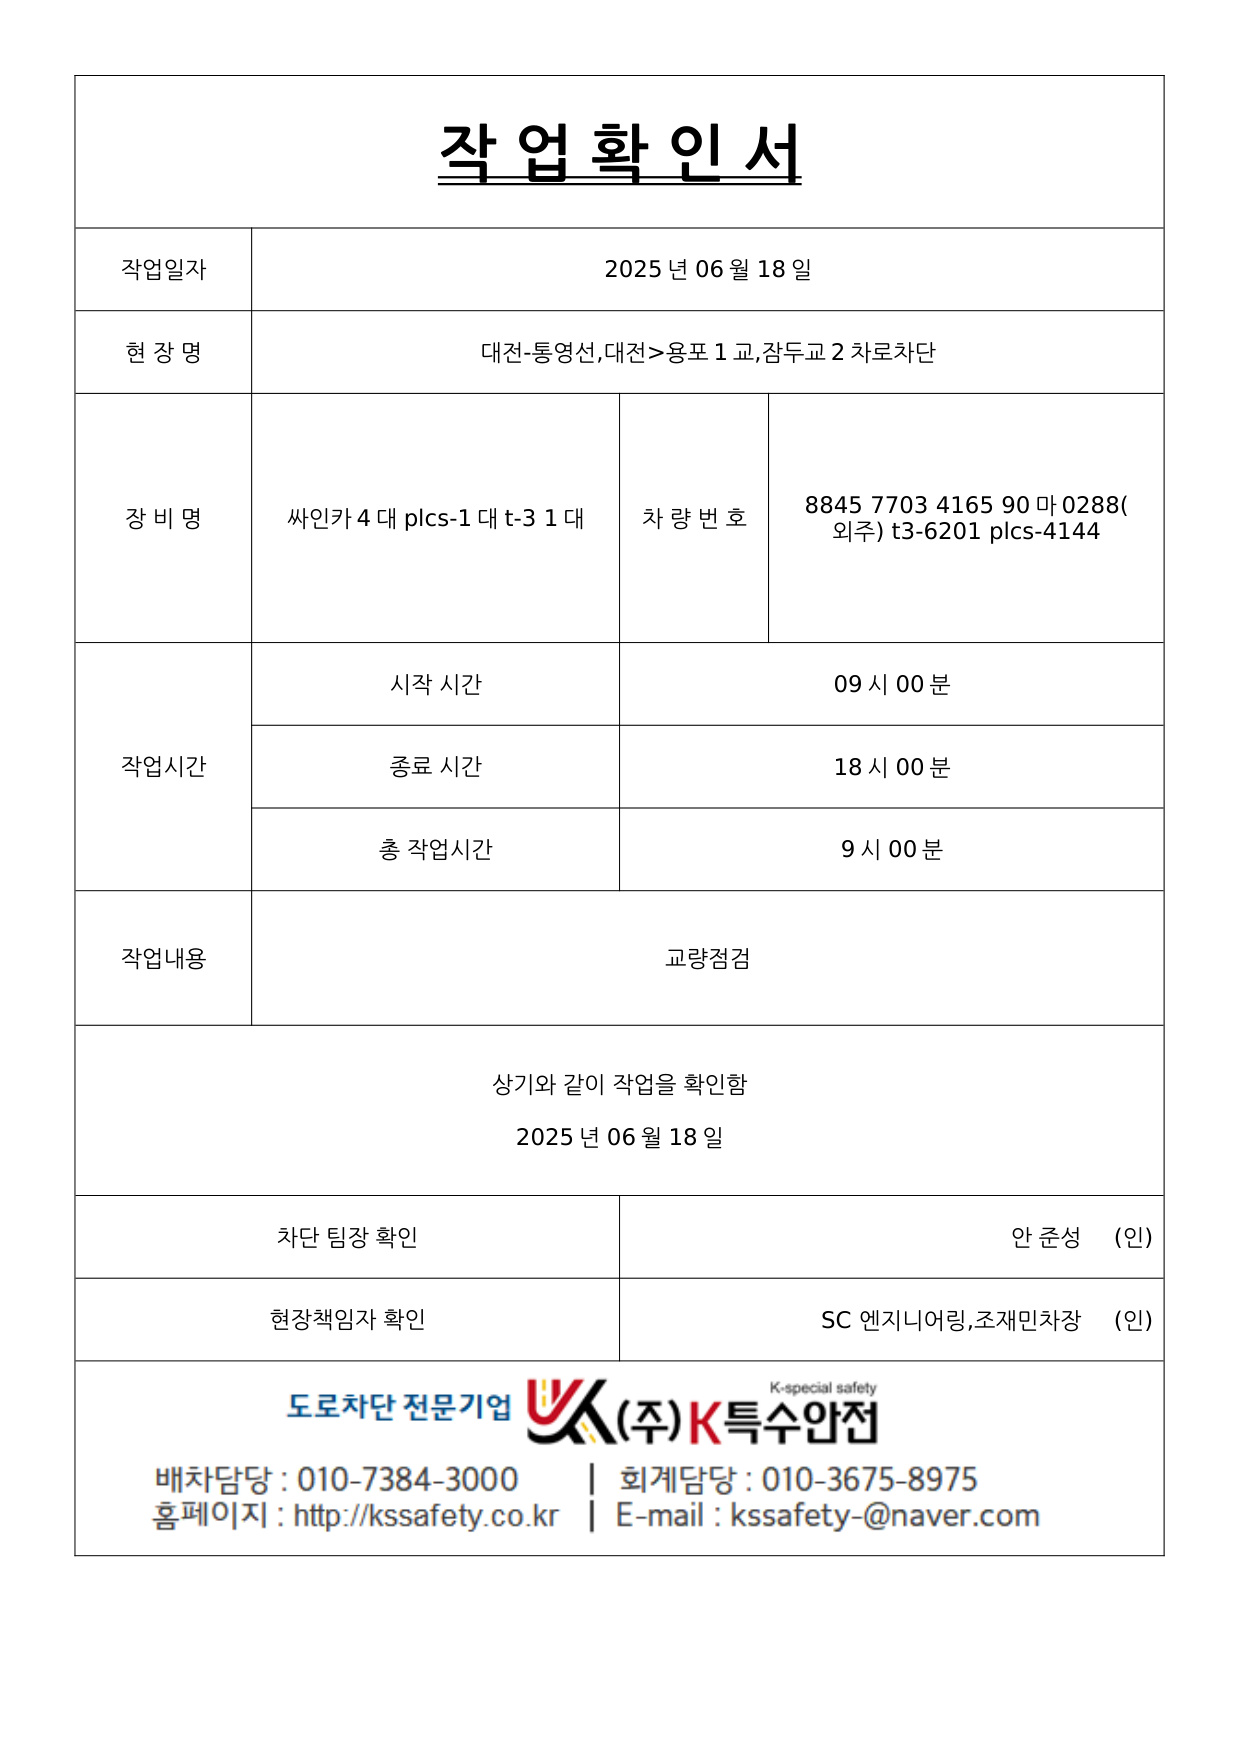 작 업 확 인 서
작업일자
2025 년 06 월 18 일
현 장 명
대전-통영선,대전>용포 1 교,잠두교 2 차로차단
장 비 명
싸인카 4 대 plcs-1 대 t-3 1 대
차 량 번 호
8845 7703 4165 90 마 0288(
외주) t3-6201 plcs-4144
작업시간
시작 시간
09 시 00 분
종료 시간
18 시 00 분
총 작업시간
9 시 00 분
작업내용
교량점검
상기와 같이 작업을 확인함
2025 년 06 월 18 일
차단 팀장 확인
안 준성 (인)
현장책임자 확인
SC 엔지니어링,조재민차장 (인)
K-special safety
도로차단 전문기업 (주)K특수안전
배차담당 : 010-7384-3000 | 회계담당 : 010-3675-8975
홈페이지 : http://kssafety.co.kr | E-mail : kssafety-@naver.com